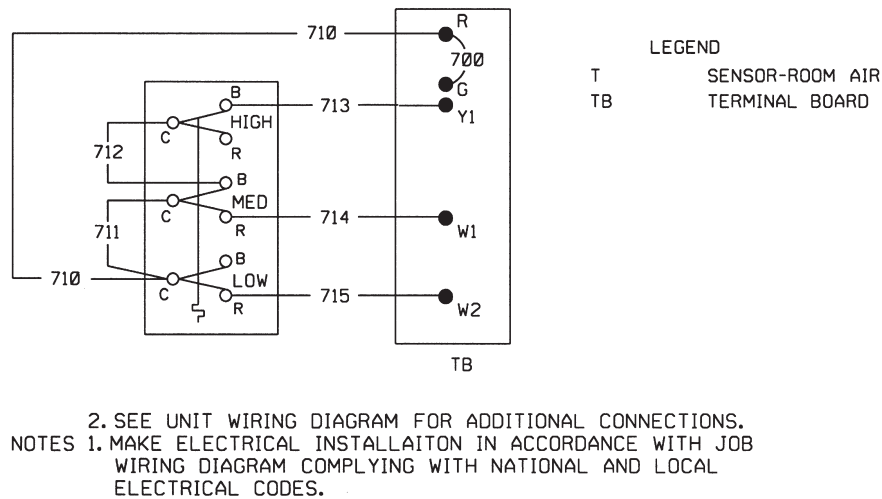 710
R
700
G
LEGEND
T SENSOR-ROOM AIR
TB TERMINAL BOARD
B
713
Y1
HIGH
C
R
712
B
MED
C
714
W1
R
711
B
LOW
710
C
715
R
W2
TB
2. SEE UNIT WIRING DIAGRAM FOR ADDITIONAL CONNECTIONS.
NOTES 1. MAKE ELECTRICAL INSTALLAITON IN ACCORDANCE WITH JOB
WIRING DIAGRAM COMPLYING WITH NATIONAL AND LOCAL
ELECTRICAL CODES.